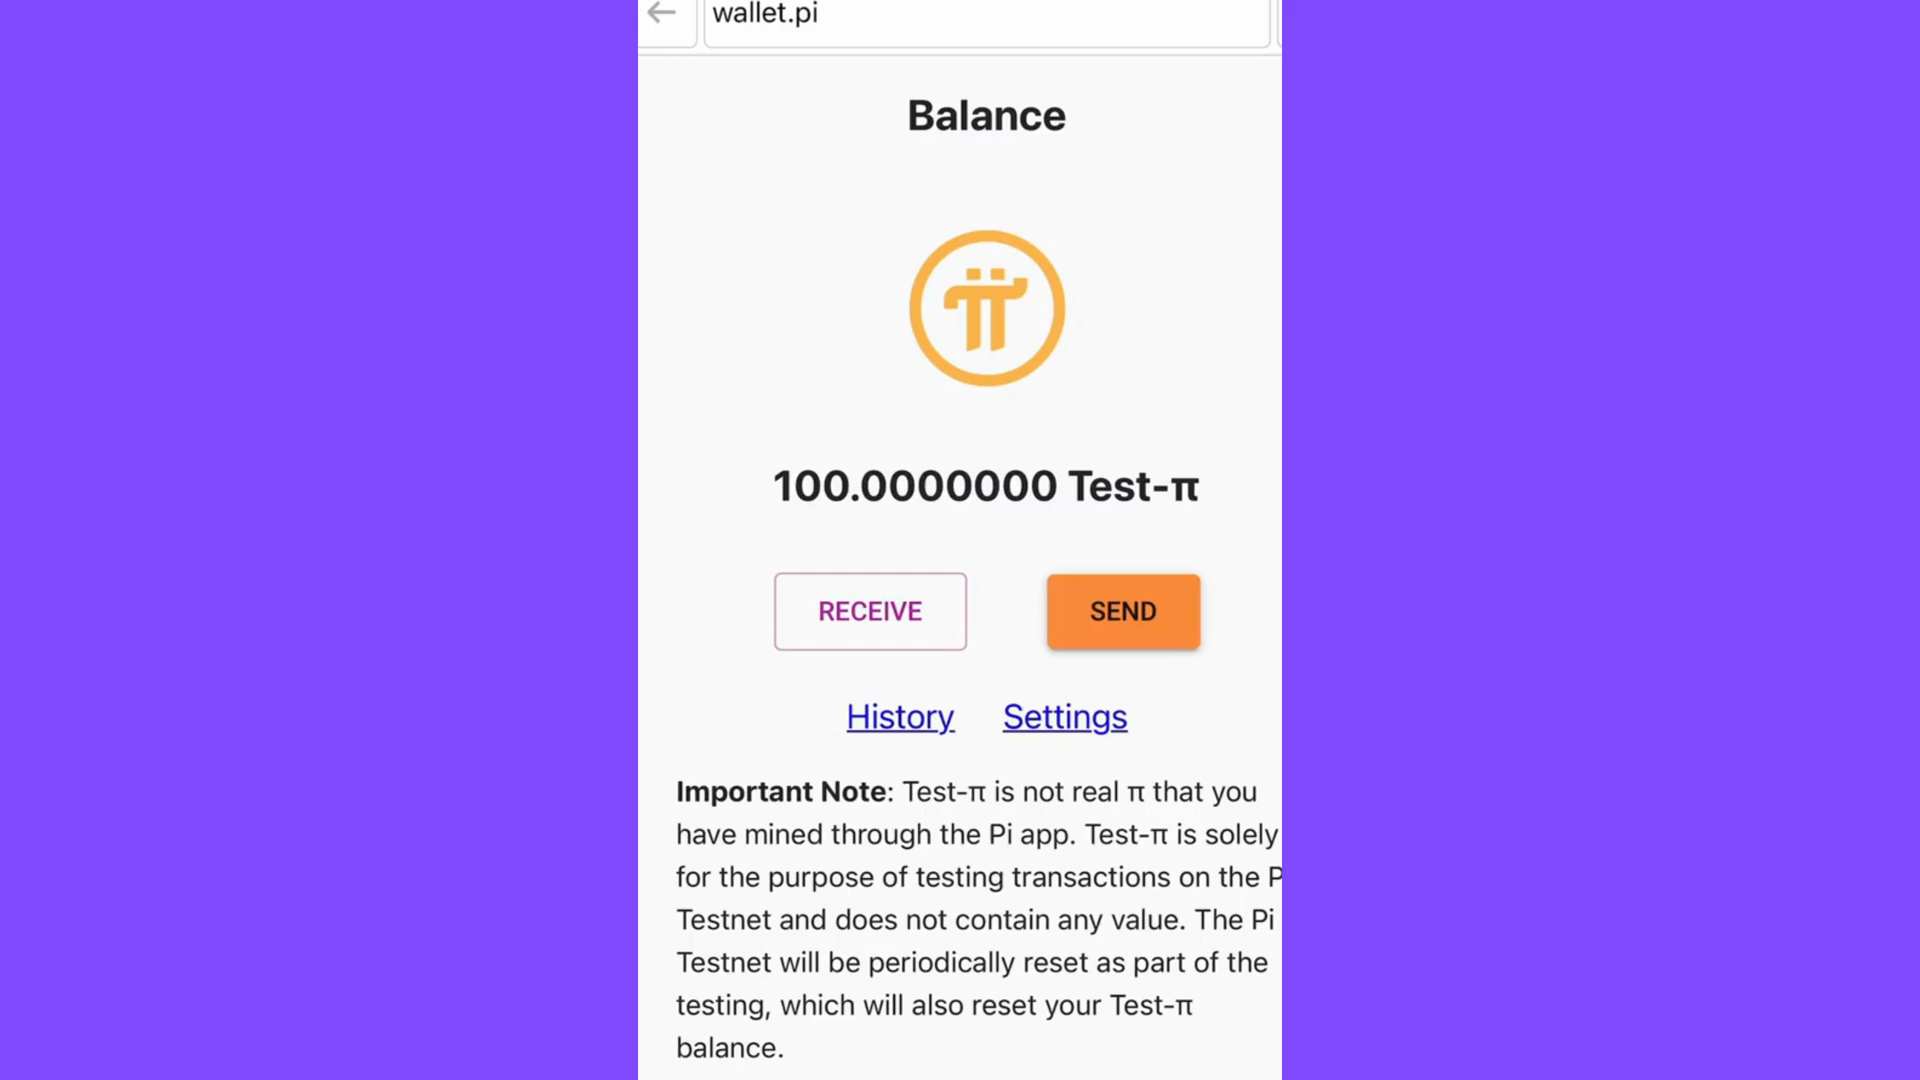 wallet.pi
Balance
100.0000000 Test-π
RECEIVE
SEND
History
Settings
Important Note: Test-π is not real π that you
have mined through the Pi app. Test-π is solely
for the purpose of testing transactions on the P
Testnet and does not contain any value. The Pi
Testnet will be periodically reset as part of the
testing, which will also reset your Test-π
balance.